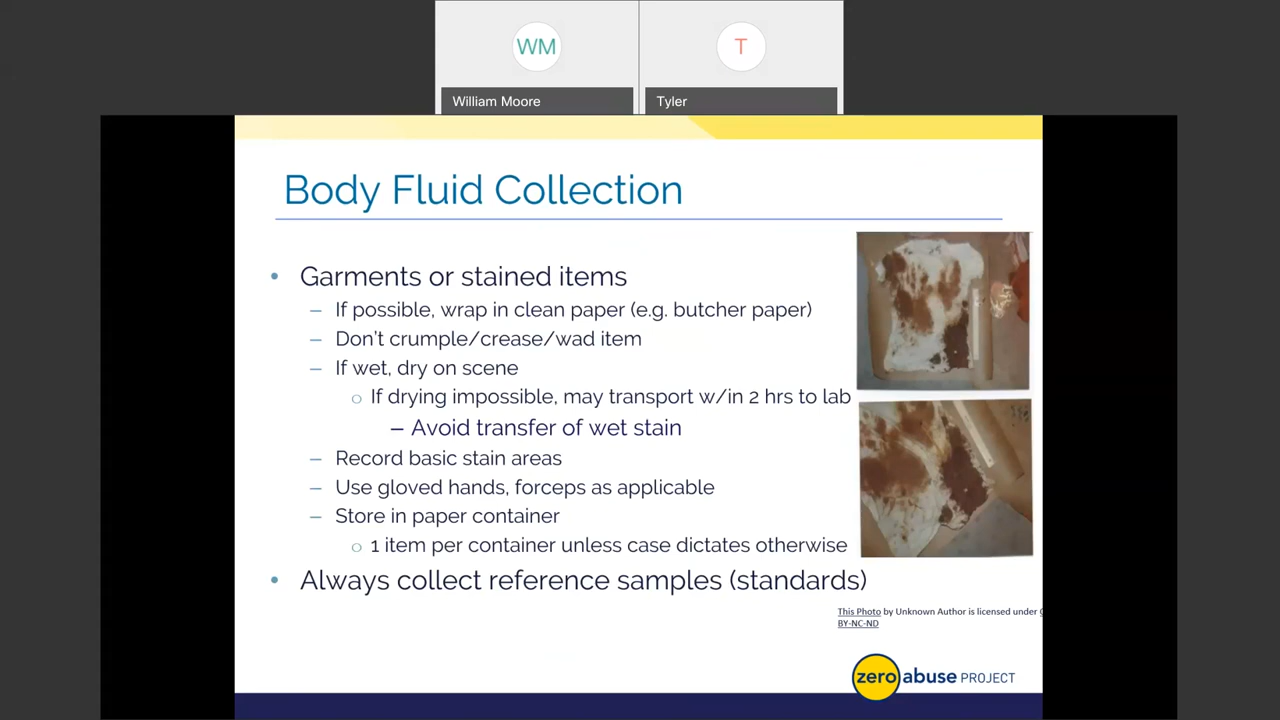 WM
T
William Moore
Tyler
Body Fluid Collection
• Garments or stained items
– If possible, wrap in clean paper (e.g. butcher paper)
– Don't crumple/crease/wad item
– If wet, dry on scene
o If drying impossible, may transport w/in 2 hrs to lab
– Avoid transfer of wet stain
– Record basic stain areas
– Use gloved hands, forceps as applicable
– Store in paper container
o 1 item per container unless case dictates otherwise
• Always collect reference samples (standards)
This Photo by Unknown Author is licensed under
BY-NC-ND
zero abuse PROJECT